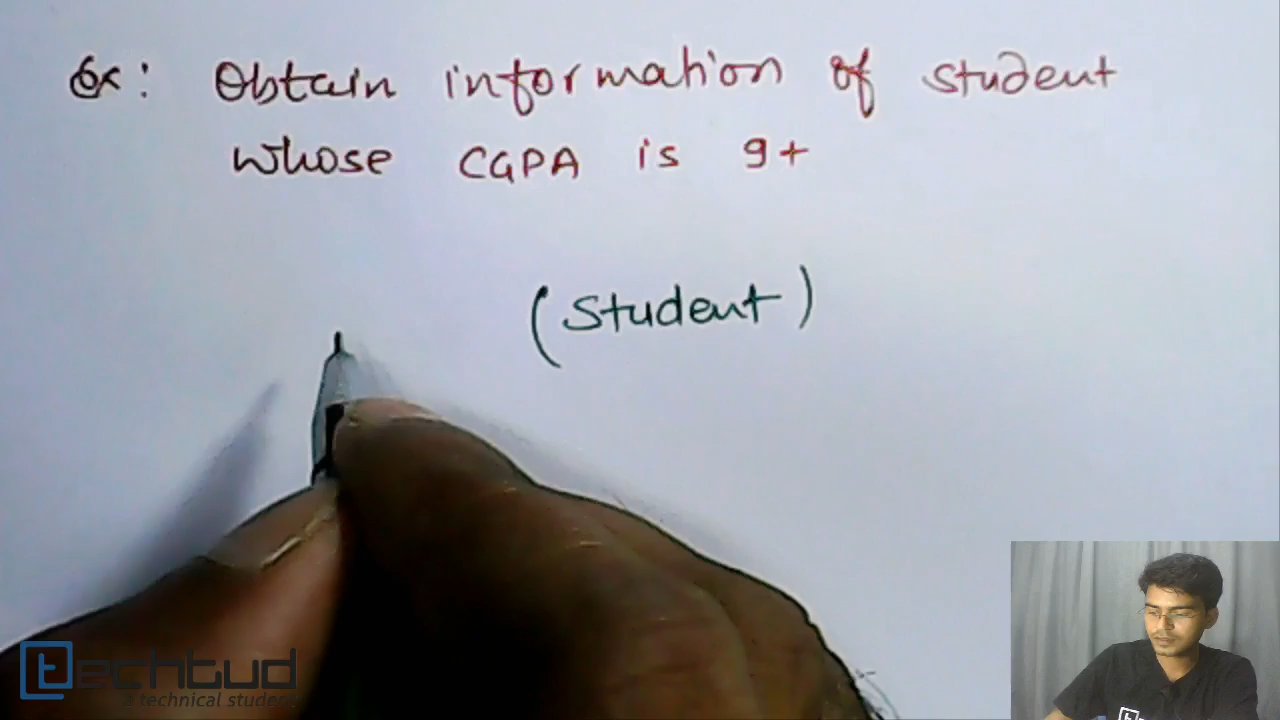 Ex: Obtain information of student
whose CGPA is 9+
(Student)
techtud
a technical student